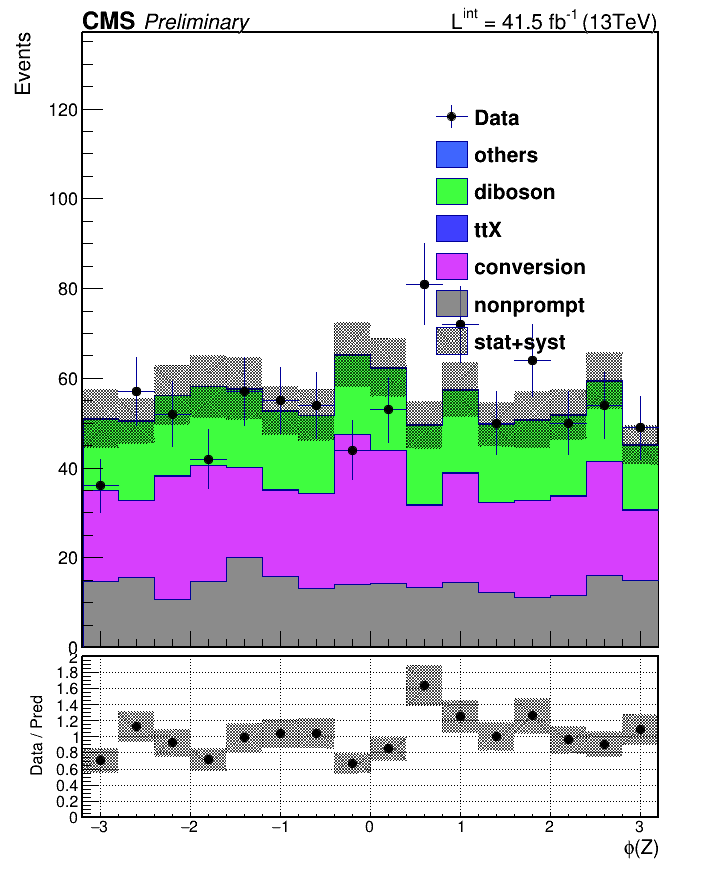 CMS Preliminary
L^int = 41.5 fb^-1 (13TeV)
Events
120
100
80
60
40
20
0
Data
others
diboson
ttX
conversion
nonprompt
stat+syst
Data / Pred
2
1.8
1.6
1.4
1.2
1
0.8
0.6
0.4
0.2
0
−3 −2 −1 0 1 2 3
ϕ(Z)